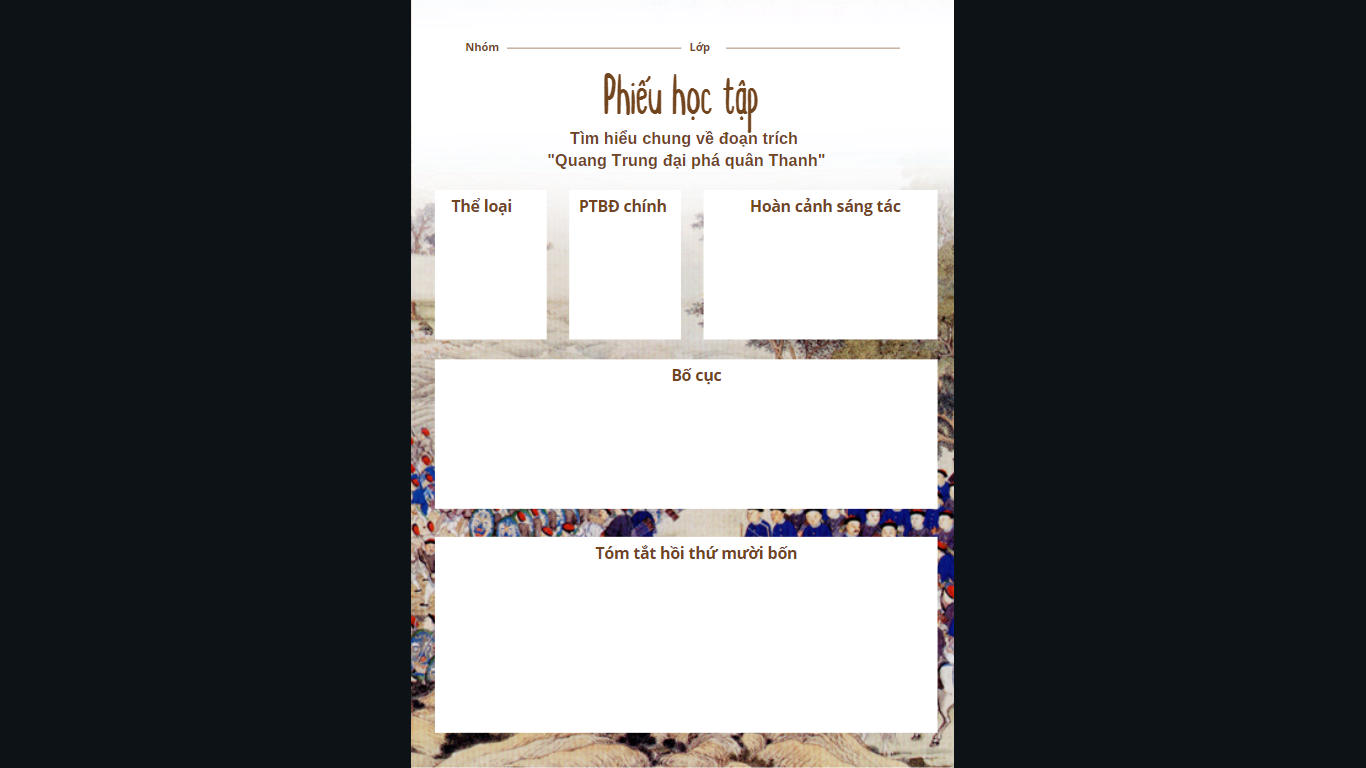 Nhóm Lớp
Phiếu học tập
Tìm hiểu chung về đoạn trích
"Quang Trung đại phá quân Thanh"
Thể loại
PTBĐ chính
Hoàn cảnh sáng tác
Bố cục
Tóm tắt hồi thứ mười bốn